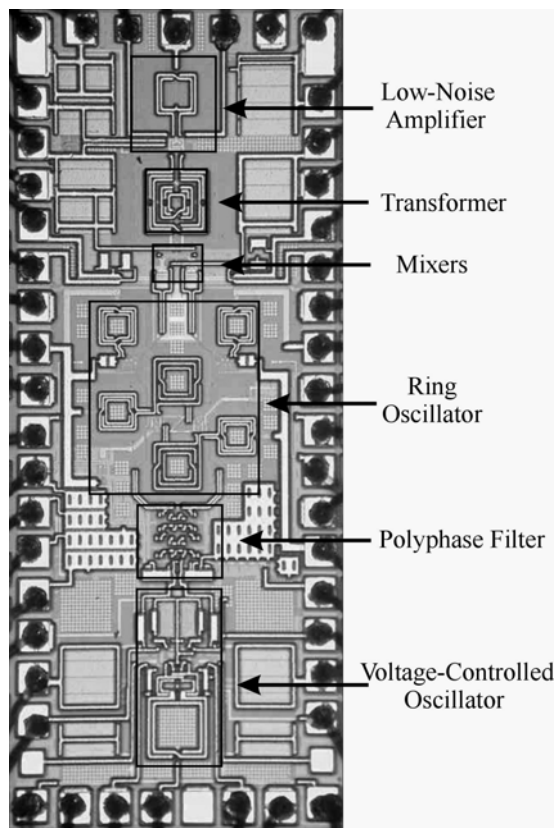 Low-Noise
Amplifier
Transformer
Mixers
Ring
Oscillator
Polyphase Filter
Voltage-Controlled
Oscillator